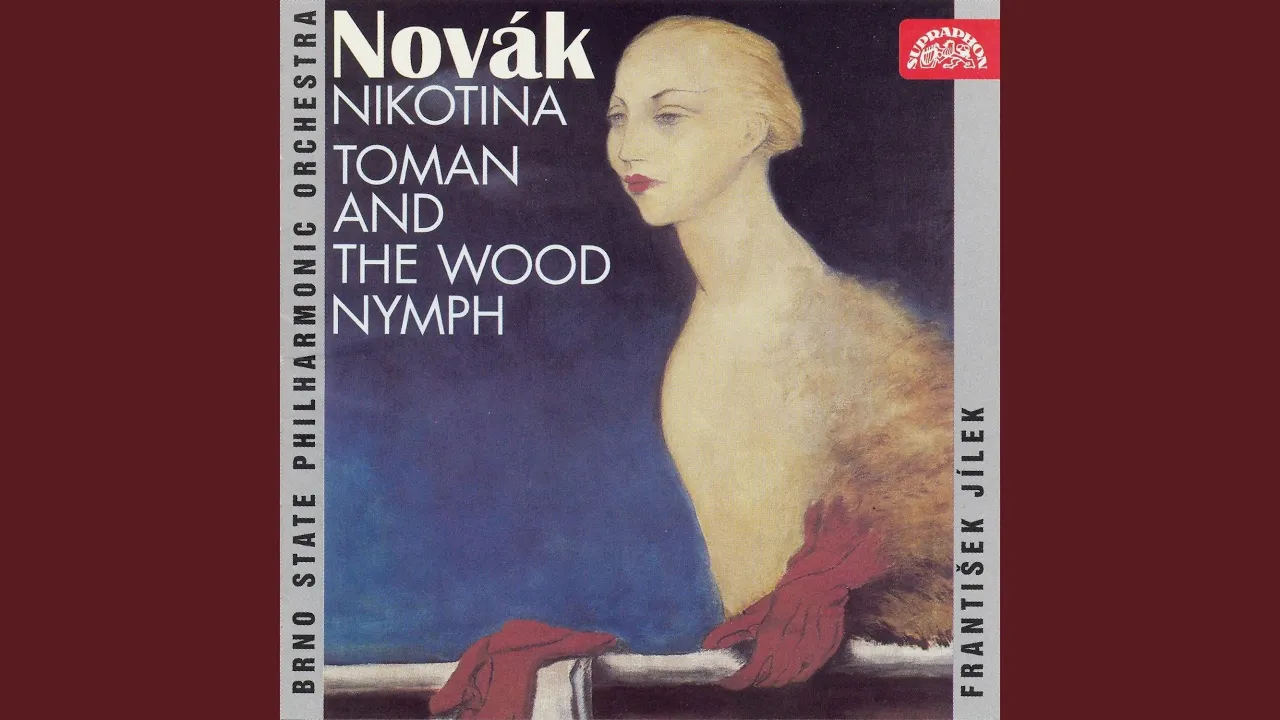 Novák
NIKOTINA
TOMAN
AND
THE WOOD
NYMPH
SUPRAPHON
BRNO STATE PHILHARMONIC ORCHESTRA
FRANTIŠEK JÍLEK